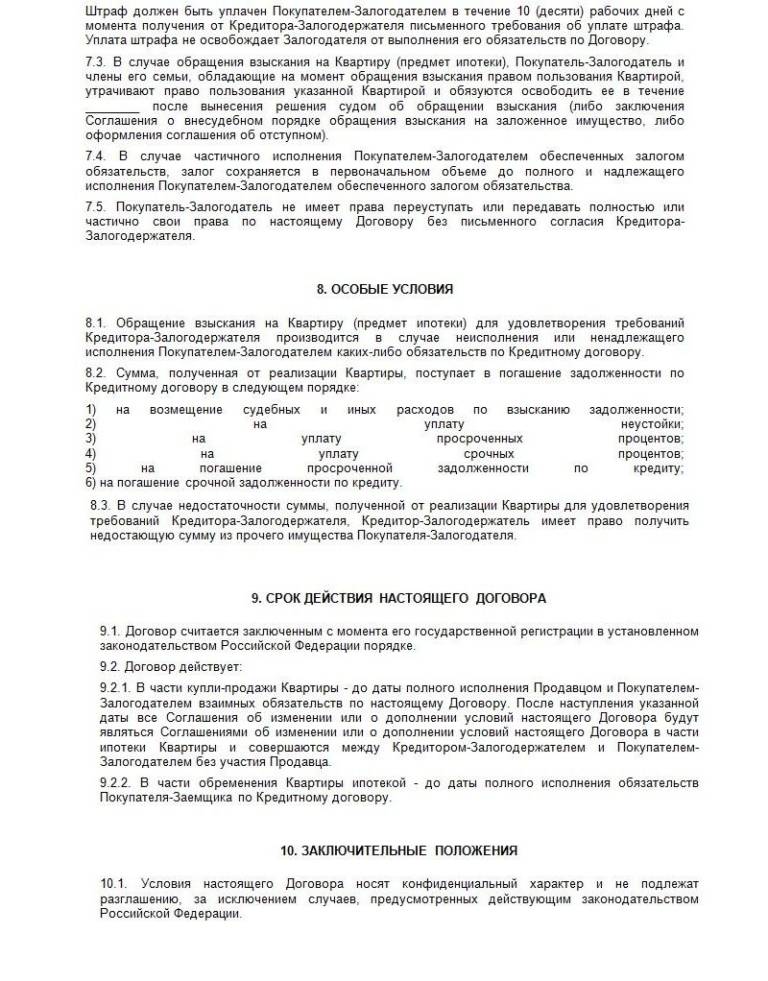 Штраф должен быть уплачен Покупателем-Залогодателем в течение 10 (десяти) рабочих дней с
момента получения от Кредитора-Залогодержателя письменного требования об уплате штрафа.
Уплата штрафа не освобождает Залогодателя от выполнения его обязательств по Договору.
7.3. В случае обращения взыскания на Квартиру (предмет ипотеки), Покупатель-Залогодатель и
члены его семьи, обладающие на момент обращения взыскания правом пользования Квартирой,
утрачивают право пользования указанной Квартирой и обязуются освободить ее в течение
________ после вынесения решения судом об обращении взыскания (либо заключения
Соглашения о внесудебном порядке обращения взыскания на заложенное имущество, либо
оформления соглашения об отступном).
7.4. В случае частичного исполнения Покупателем-Залогодателем обеспеченных залогом
обязательств, залог сохраняется в первоначальном объеме до полного и надлежащего
исполнения Покупателем-Залогодателем обеспеченного залогом обязательства.
7.5. Покупатель-Залогодатель не имеет права переуступать или передавать полностью или
частично свои права по настоящему Договору без письменного согласия Кредитора-
Залогодержателя.
8. ОСОБЫЕ УСЛОВИЯ
8.1. Обращение взыскания на Квартиру (предмет ипотеки) для удовлетворения требований
Кредитора-Залогодержателя производится в случае неисполнения или ненадлежащего
исполнения Покупателем-Залогодателем каких-либо обязательств по Кредитному договору.
8.2. Сумма, полученная от реализации Квартиры, поступает в погашение задолженности по
Кредитному договору в следующем порядке:
1) на возмещение судебных и иных расходов по взысканию задолженности;
2) на уплату неустойки;
3) на уплату просроченных процентов;
4) на уплату срочных процентов;
5) на погашение просроченной задолженности по кредиту;
6) на погашение срочной задолженности по кредиту.
8.3. В случае недостаточности суммы, полученной от реализации Квартиры для удовлетворения
требований Кредитора-Залогодержателя, Кредитор-Залогодержатель имеет право получить
недостающую сумму из прочего имущества Покупателя-Залогодателя.
9. СРОК ДЕЙСТВИЯ НАСТОЯЩЕГО ДОГОВОРА
9.1. Договор считается заключенным с момента его государственной регистрации в установленном
законодательством Российской Федерации порядке.
9.2. Договор действует:
9.2.1. В части купли-продажи Квартиры - до даты полного исполнения Продавцом и Покупателем-
Залогодателем взаимных обязательств по настоящему Договору. После наступления указанной
даты все Соглашения об изменении или о дополнении условий настоящего Договора будут
являться Соглашениями об изменении или о дополнении условий настоящего Договора в части
ипотеки Квартиры и совершаются между Кредитором-Залогодержателем и Покупателем-
Залогодателем без участия Продавца.
9.2.2. В части обременения Квартиры ипотекой - до даты полного исполнения обязательств
Покупателя-Заемщика по Кредитному договору.
10. ЗАКЛЮЧИТЕЛЬНЫЕ ПОЛОЖЕНИЯ
10.1. Условия настоящего Договора носят конфиденциальный характер и не подлежат
разглашению, за исключением случаев, предусмотренных действующим законодательством
Российской Федерации.